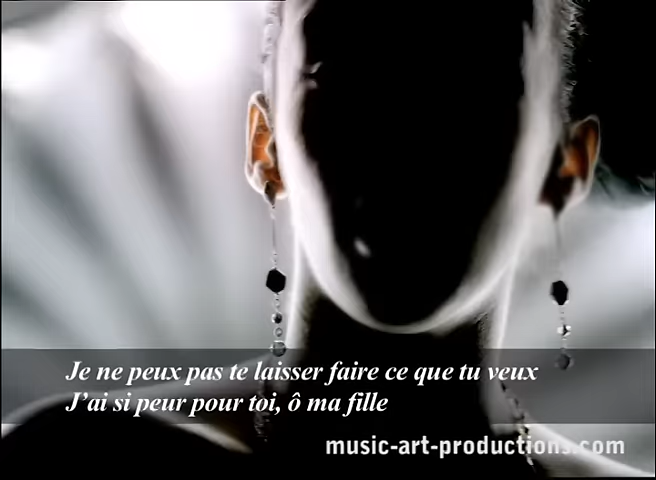 Je ne peux pas te laisser faire ce que tu veux
J'ai si peur pour toi, ô ma fille
music-art-productions.com